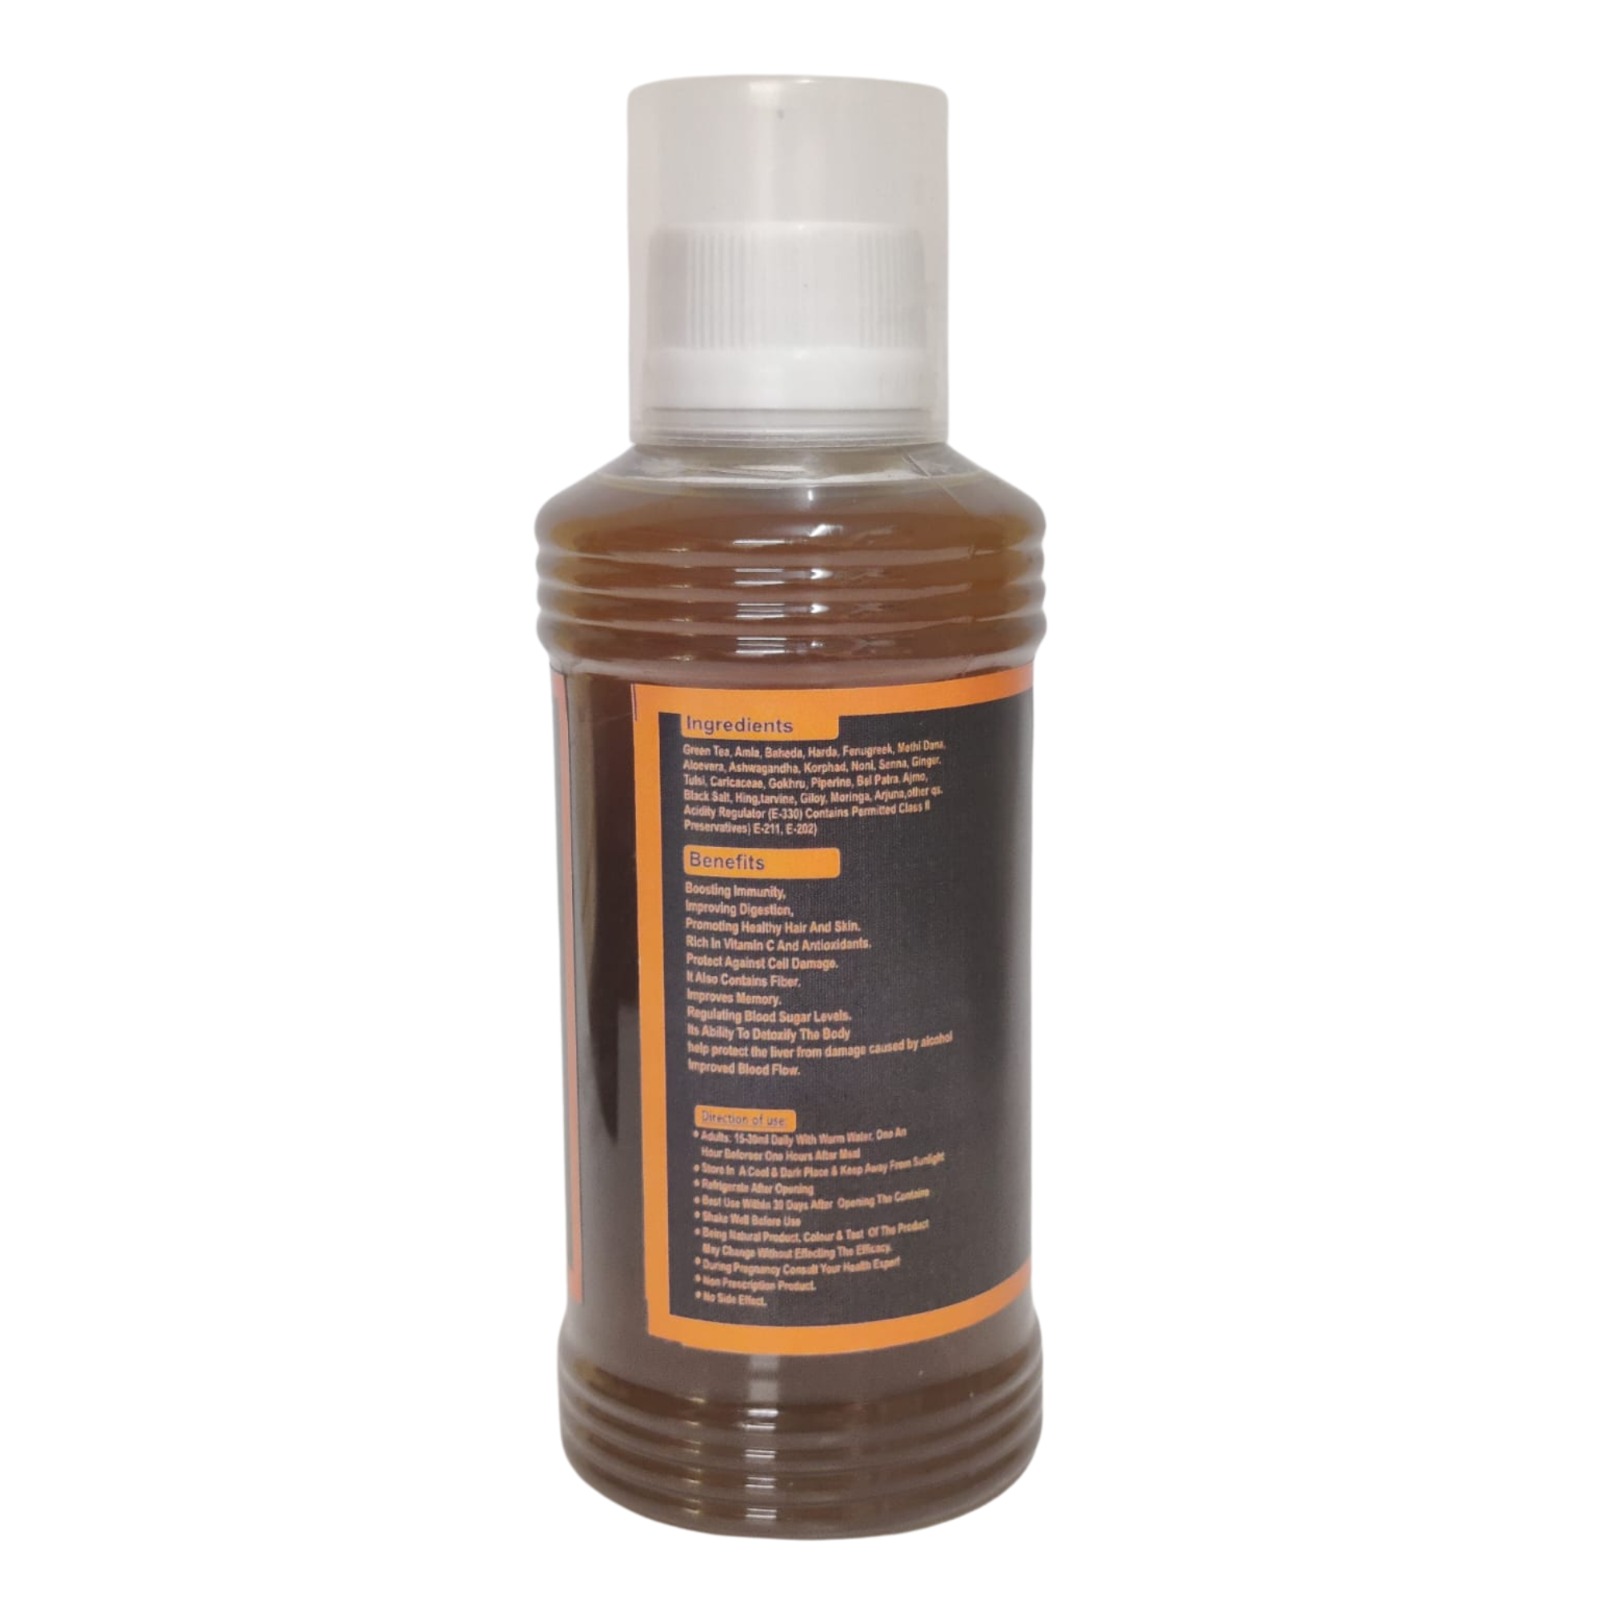 Ingredients
Green Tea, Amla, Baheda, Harda, Fenugreek, Methi Dana,
Aloevera, Ashwagandha, Korphad, Noni, Senna, Ginger,
Tulsi, Caricaceae, Gokhru, Piperine, Bel Patra, Ajmo,
Black Salt, Hing,tarvine, Giloy, Moringa, Arjuna,other qs.
Acidity Regulator (E-330) Contains Permitted Class II
Preservatives) E-211, E-202)
Benefits
Boosting Immunity,
Improving Digestion,
Promoting Healthy Hair And Skin.
Rich In Vitamin C And Antioxidants.
Protect Against Cell Damage.
It Also Contains Fiber.
Improves Memory.
Regulating Blood Sugar Levels.
Its Ability To Detoxify The Body
help protect the liver from damage caused by alcohol
Improved Blood Flow.
Direction of use:
• Adults: 15-30ml Daily With Warm Water. One An
Hour Beforeer One Hours After Meal
• Store In A Cool & Dark Place & Keep Away From Sunlight
• Refrigerate After Opening
• Best Use Within 30 Days After Opening The Contains
• Shake Well Before Use
• Being Natural Product, Colour & Tast Of The Product
May Change Without Effecting The Efficacy.
• During Pregnancy Consult Your Health Expert
• Non Prescription Product.
• No Side Effect.